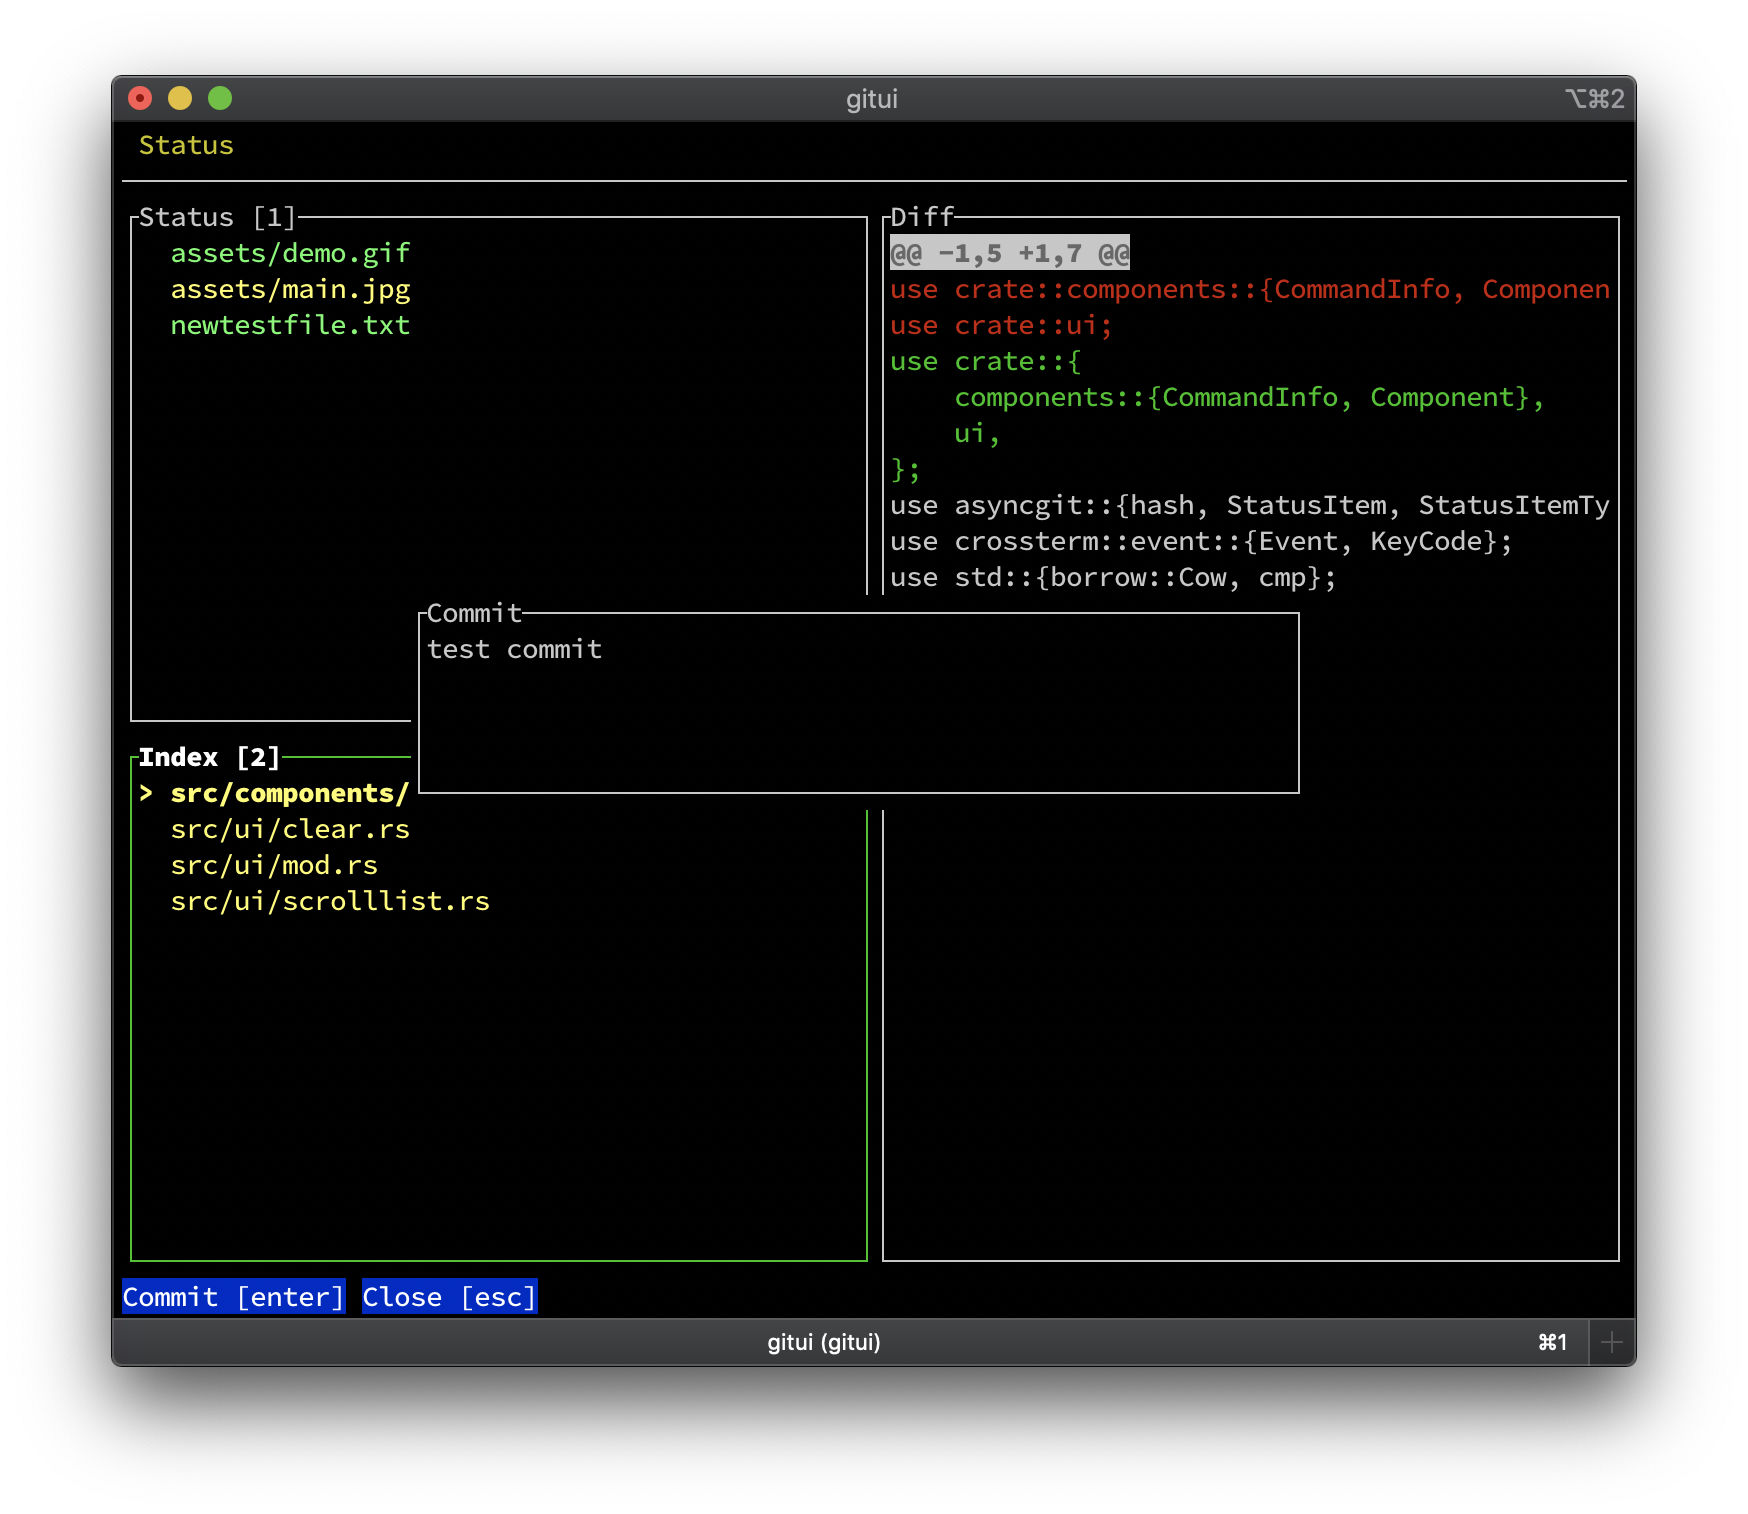 gitui ⌥⌘2
Status
Status [1]
assets/demo.gif
assets/main.jpg
newtestfile.txt
Diff
@@ -1,5 +1,7 @@
use crate::components::{CommandInfo, Componen
use crate::ui;
use crate::{
    components::{CommandInfo, Component},
    ui,
};
use asyncgit::{hash, StatusItem, StatusItemTy
use crossterm::event::{Event, KeyCode};
use std::{borrow::Cow, cmp};
Commit
test commit
Index [2]
> src/components/
src/ui/clear.rs
src/ui/mod.rs
src/ui/scrolllist.rs
Commit [enter] Close [esc]
gitui (gitui) ⌘1